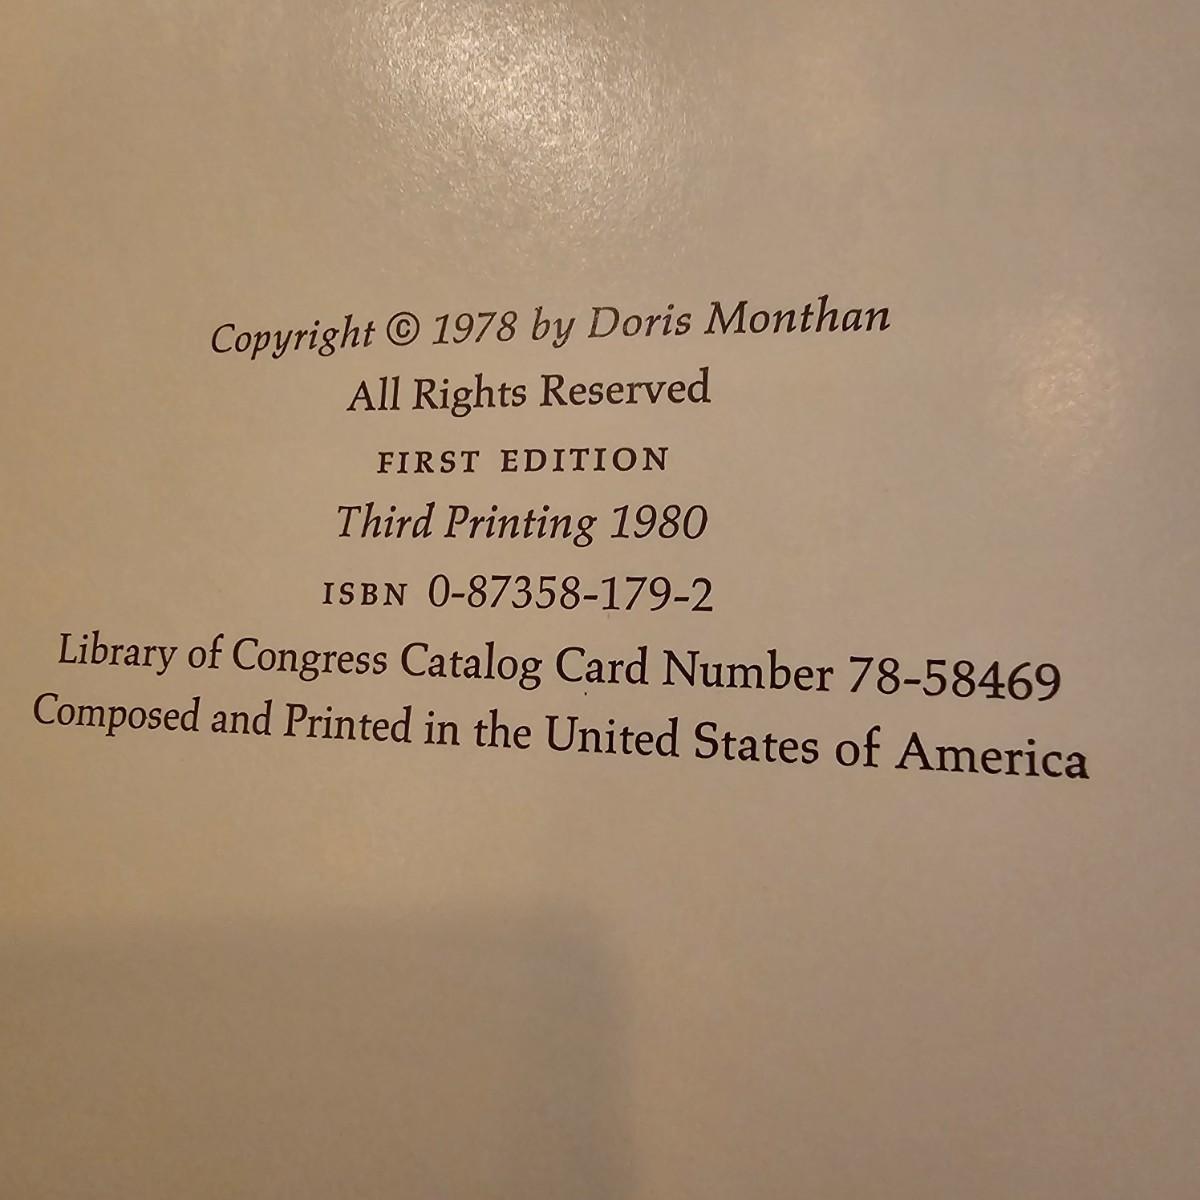 Copyright © 1978 by Doris Monthan
All Rights Reserved
FIRST EDITION
Third Printing 1980
ISBN 0-87358-179-2
Library of Congress Catalog Card Number 78-58469
Composed and Printed in the United States of America